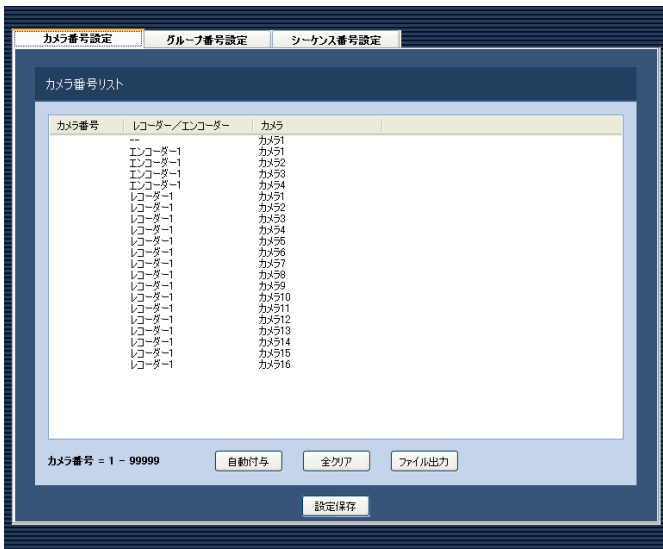 カメラ番号設定 グループ番号設定 シーケンス番号設定
カメラ番号リスト
カメラ番号 レコーダー／エンコーダー カメラ
-- カメラ1
エンコーダー1 カメラ1
エンコーダー1 カメラ2
エンコーダー1 カメラ3
エンコーダー1 カメラ4
レコーダー1 カメラ1
レコーダー1 カメラ2
レコーダー1 カメラ3
レコーダー1 カメラ4
レコーダー1 カメラ5
レコーダー1 カメラ6
レコーダー1 カメラ7
レコーダー1 カメラ8
レコーダー1 カメラ9
レコーダー1 カメラ10
レコーダー1 カメラ11
レコーダー1 カメラ12
レコーダー1 カメラ13
レコーダー1 カメラ14
レコーダー1 カメラ15
レコーダー1 カメラ16
カメラ番号 = 1 - 99999 自動付与 全クリア ファイル出力
設定保存